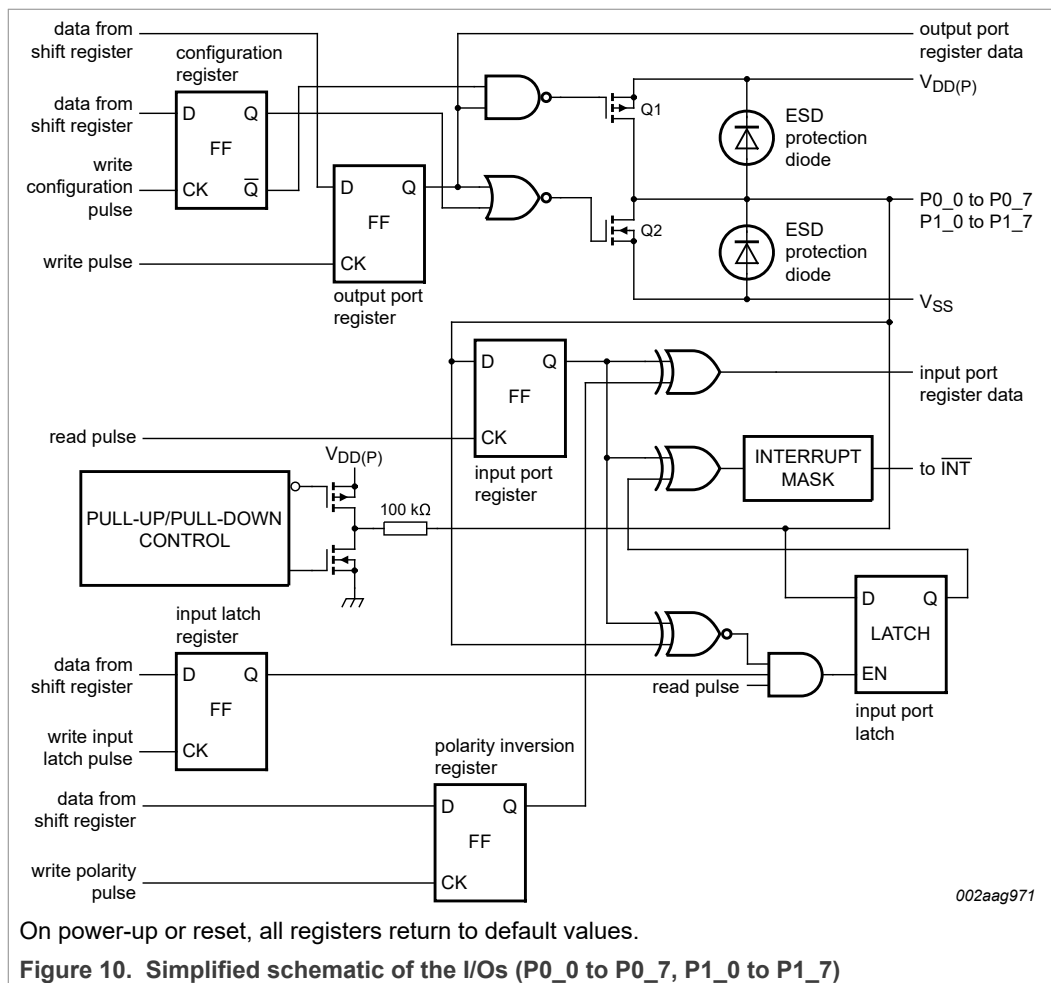 data from
shift register
configuration
register
data from
shift register
D
Q
FF
write
configuration
pulse
CK
Q̅
D
Q
FF
write pulse
CK
output port
register
output port
register data
V_DD(P)
Q1
ESD
protection
diode
P0_0 to P0_7
P1_0 to P1_7
Q2
ESD
protection
diode
V_SS
D
Q
FF
read pulse
CK
input port
register
input port
register data
INTERRUPT
MASK
to I̅N̅T̅
V_DD(P)
PULL-UP/PULL-DOWN
CONTROL
100 kΩ
input latch
register
data from
shift register
D
Q
FF
write input
latch pulse
CK
read pulse
D
Q
LATCH
EN
input port
latch
polarity inversion
register
data from
shift register
D
Q
FF
write polarity
pulse
CK
002aag971
On power-up or reset, all registers return to default values.
Figure 10. Simplified schematic of the I/Os (P0_0 to P0_7, P1_0 to P1_7)